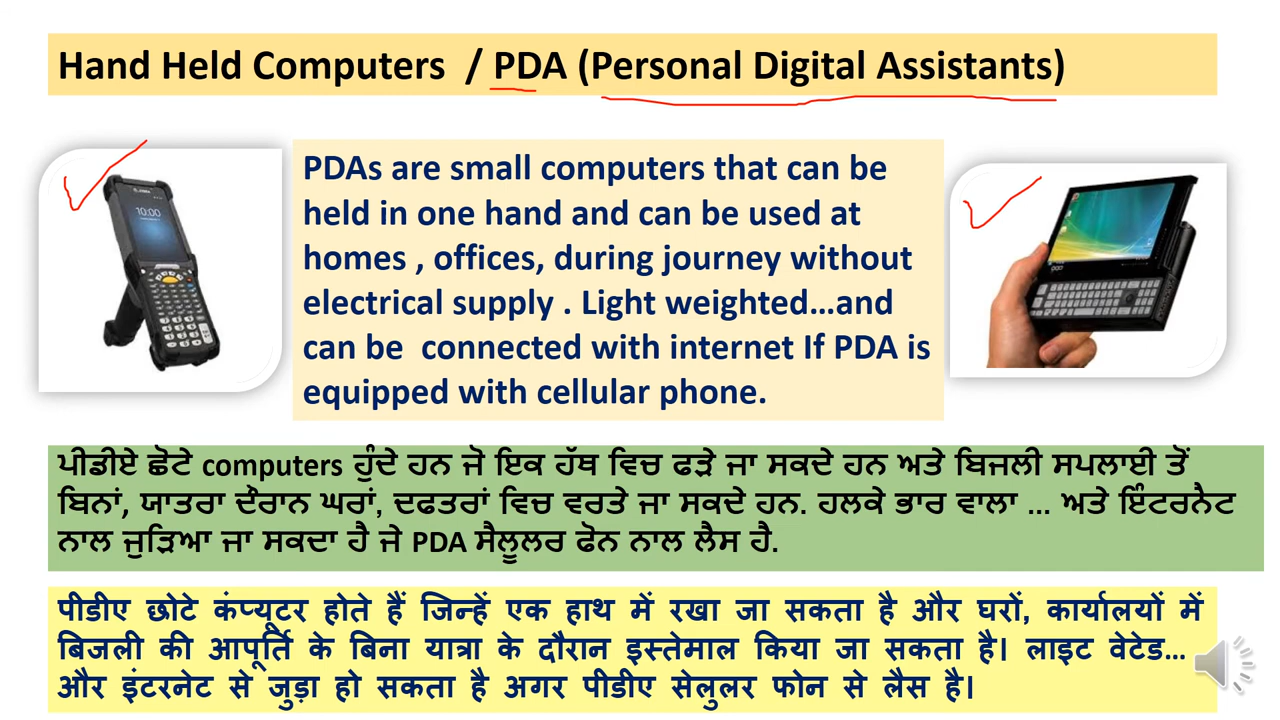 Hand Held Computers / PDA (Personal Digital Assistants)
PDAs are small computers that can be
held in one hand and can be used at
homes , offices, during journey without
electrical supply . Light weighted...and
can be connected with internet If PDA is
equipped with cellular phone.
10:00
ਪੀਡੀਏ ਛੋਟੇ computers ਹੁੰਦੇ ਹਨ ਜੋ ਇਕ ਹੱਥ ਵਿਚ ਫੜੇ ਜਾ ਸਕਦੇ ਹਨ ਅਤੇ ਬਿਜਲੀ ਸਪਲਾਈ ਤੋਂ
ਬਿਨਾਂ, ਯਾਤਰਾ ਦੌਰਾਨ ਘਰਾਂ, ਦਫਤਰਾਂ ਵਿਚ ਵਰਤੇ ਜਾ ਸਕਦੇ ਹਨ. ਹਲਕੇ ਭਾਰ ਵਾਲਾ ... ਅਤੇ ਇੰਟਰਨੈਟ
ਨਾਲ ਜੁੜਿਆ ਜਾ ਸਕਦਾ ਹੈ ਜੇ PDA ਸੈਲੂਲਰ ਫੋਨ ਨਾਲ ਲੈਸ ਹੈ.
पीडीए छोटे कंप्यूटर होते हैं जिन्हें एक हाथ में रखा जा सकता है और घरों, कार्यालयों में
बिजली की आपूर्ति के बिना यात्रा के दौरान इस्तेमाल किया जा सकता है। लाइट वेटेड...
और इंटरनेट से जुड़ा हो सकता है अगर पीडीए सेलुलर फोन से लैस है।